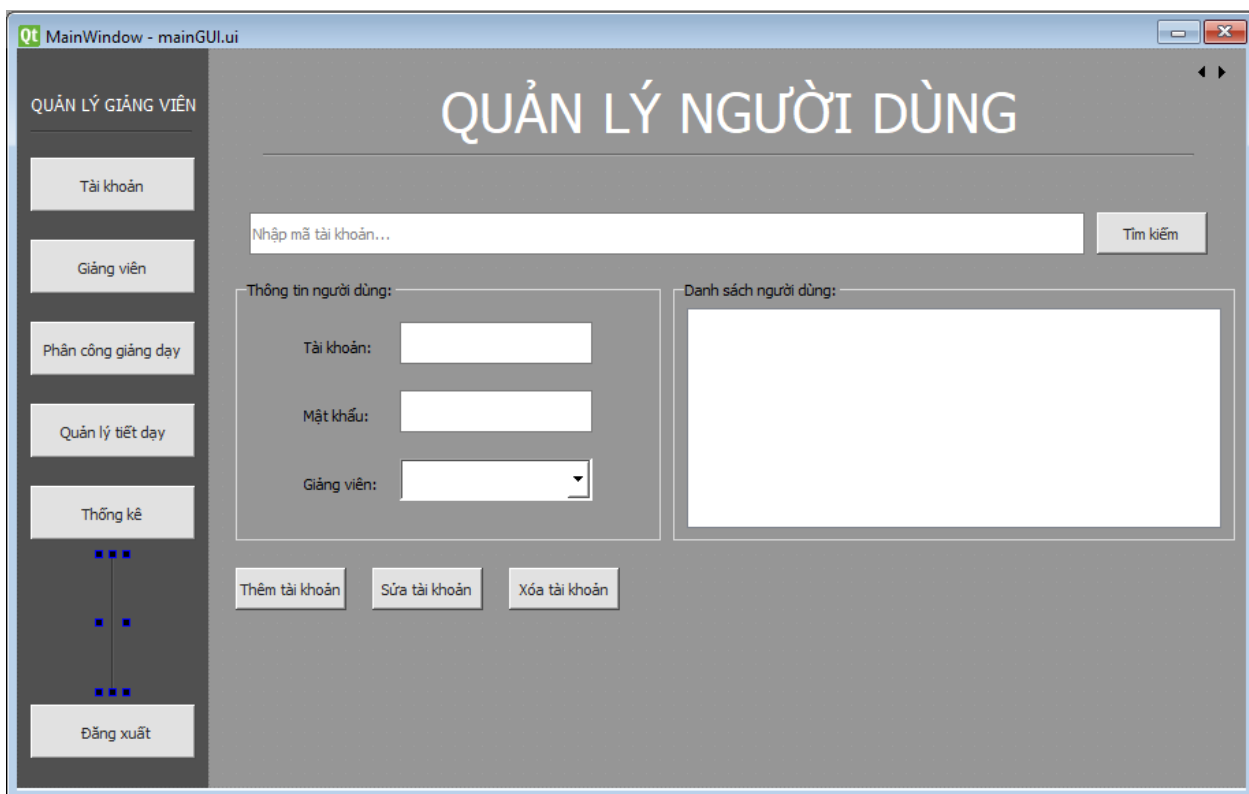 Qt MainWindow - mainGUI.ui
QUẢN LÝ GIẢNG VIÊN
QUẢN LÝ NGƯỜI DÙNG
Tài khoản
Nhập mã tài khoản...
Tìm kiếm
Giảng viên
Thông tin người dùng:
Danh sách người dùng:
Tài khoản:
Phân công giảng dạy
Mật khẩu:
Quản lý tiết dạy
Giảng viên:
Thống kê
Thêm tài khoản
Sửa tài khoản
Xóa tài khoản
Đăng xuất